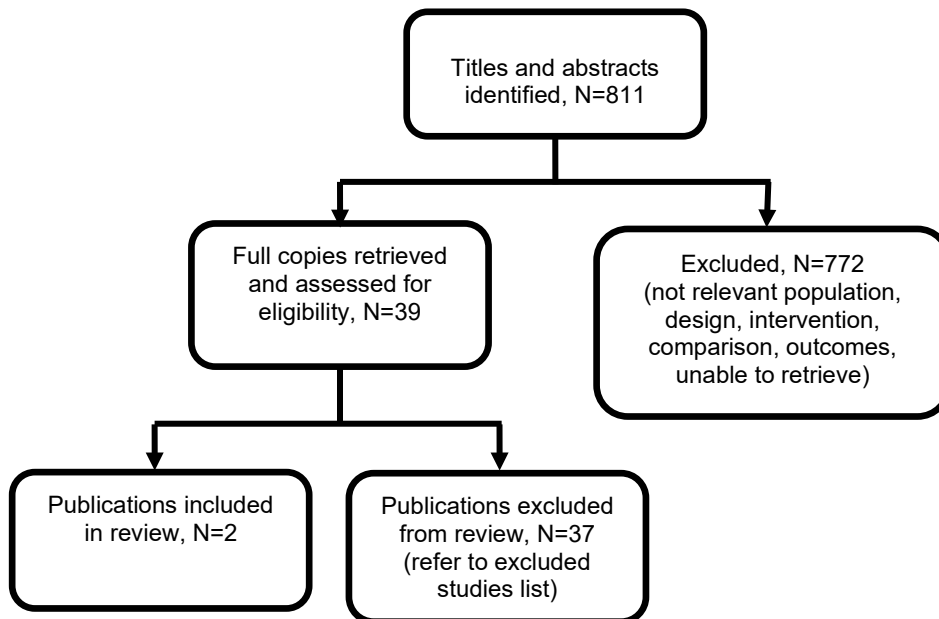 Titles and abstracts
identified, N=811
Full copies retrieved
and assessed for
eligibility, N=39
Excluded, N=772
(not relevant population,
design, intervention,
comparison, outcomes,
unable to retrieve)
Publications included
in review, N=2
Publications excluded
from review, N=37
(refer to excluded
studies list)